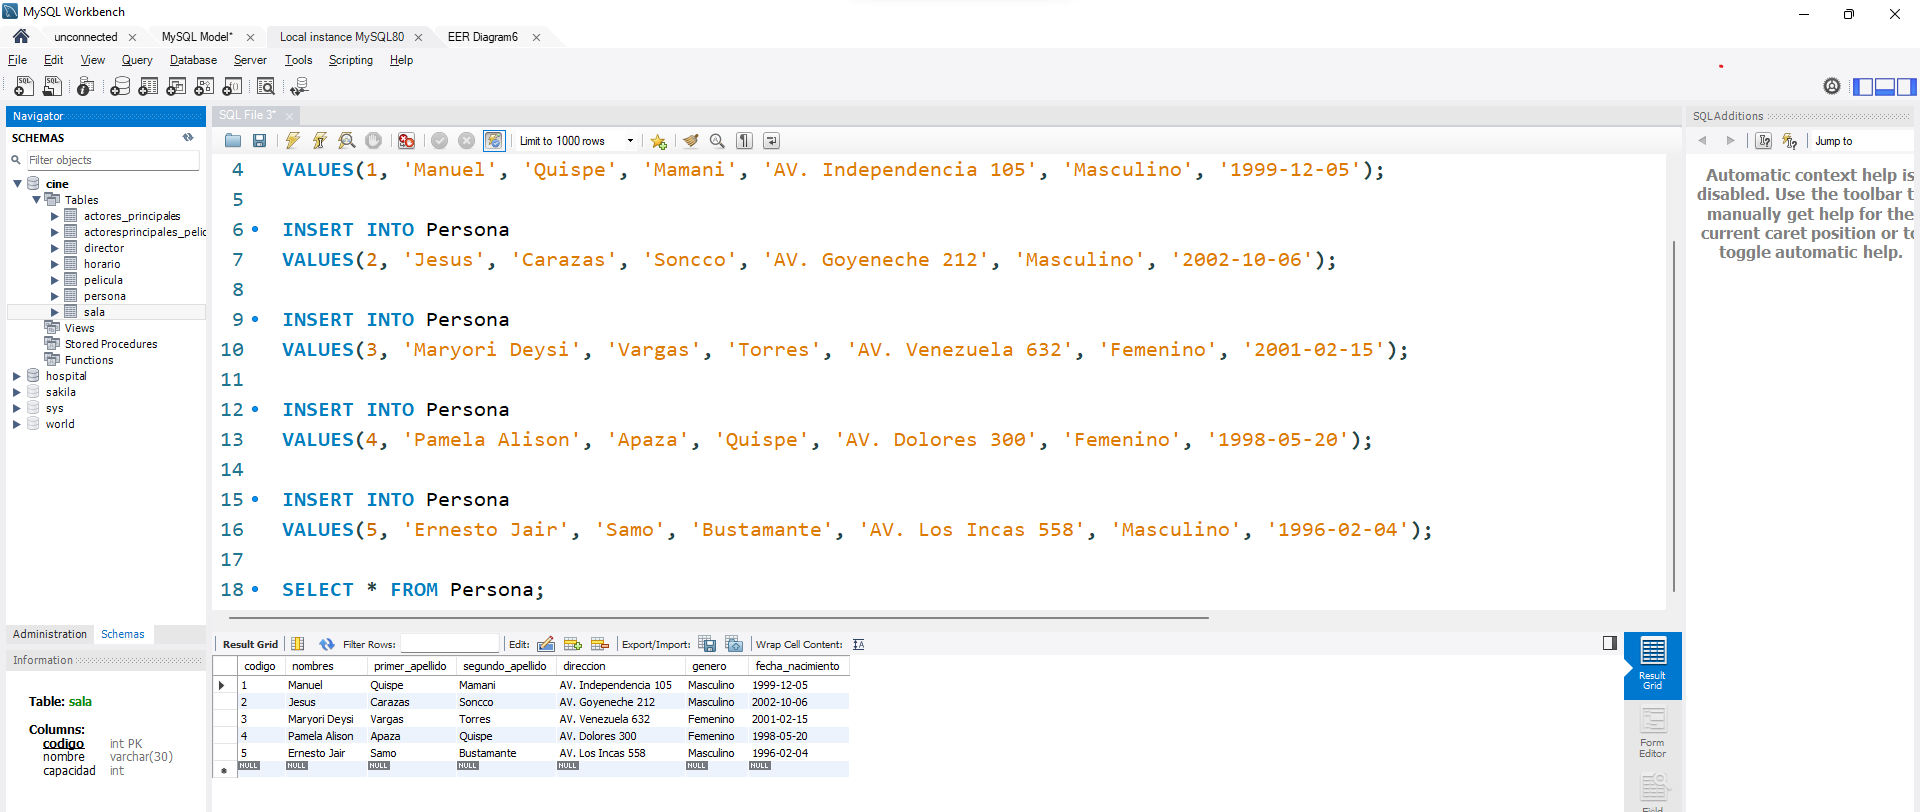 MySQL Workbench
unconnected
MySQL Model*
Local instance MySQL80
EER Diagram6
File Edit View Query Database Server Tools Scripting Help
Navigator
SCHEMAS
Filter objects
cine
Tables
actores_principales
actoresprincipales_pelic
director
horario
pelicula
persona
sala
Views
Stored Procedures
Functions
hospital
sakila
sys
world
Administration Schemas
Information
Table: sala
Columns:
codigo int PK
nombre varchar(30)
capacidad int
SQL File 3*
Limit to 1000 rows
4 VALUES(1, 'Manuel', 'Quispe', 'Mamani', 'AV. Independencia 105', 'Masculino', '1999-12-05');
5
6 INSERT INTO Persona
7 VALUES(2, 'Jesus', 'Carazas', 'Soncco', 'AV. Goyeneche 212', 'Masculino', '2002-10-06');
8
9 INSERT INTO Persona
10 VALUES(3, 'Maryori Deysi', 'Vargas', 'Torres', 'AV. Venezuela 632', 'Femenino', '2001-02-15');
11
12 INSERT INTO Persona
13 VALUES(4, 'Pamela Alison', 'Apaza', 'Quispe', 'AV. Dolores 300', 'Femenino', '1998-05-20');
14
15 INSERT INTO Persona
16 VALUES(5, 'Ernesto Jair', 'Samo', 'Bustamante', 'AV. Los Incas 558', 'Masculino', '1996-02-04');
17
18 SELECT * FROM Persona;
Result Grid Filter Rows: Edit: Export/Import: Wrap Cell Content:
codigo nombres primer_apellido segundo_apellido direccion genero fecha_nacimiento
1 Manuel Quispe Mamani AV. Independencia 105 Masculino 1999-12-05
2 Jesus Carazas Soncco AV. Goyeneche 212 Masculino 2002-10-06
3 Maryori Deysi Vargas Torres AV. Venezuela 632 Femenino 2001-02-15
4 Pamela Alison Apaza Quispe AV. Dolores 300 Femenino 1998-05-20
5 Ernesto Jair Samo Bustamante AV. Los Incas 558 Masculino 1996-02-04
NULL NULL NULL NULL NULL NULL NULL
Result
Grid
Form
Editor
Field
SQLAdditions
Jump to
Automatic context help is
disabled. Use the toolbar t
manually get help for the
current caret position or to
toggle automatic help.